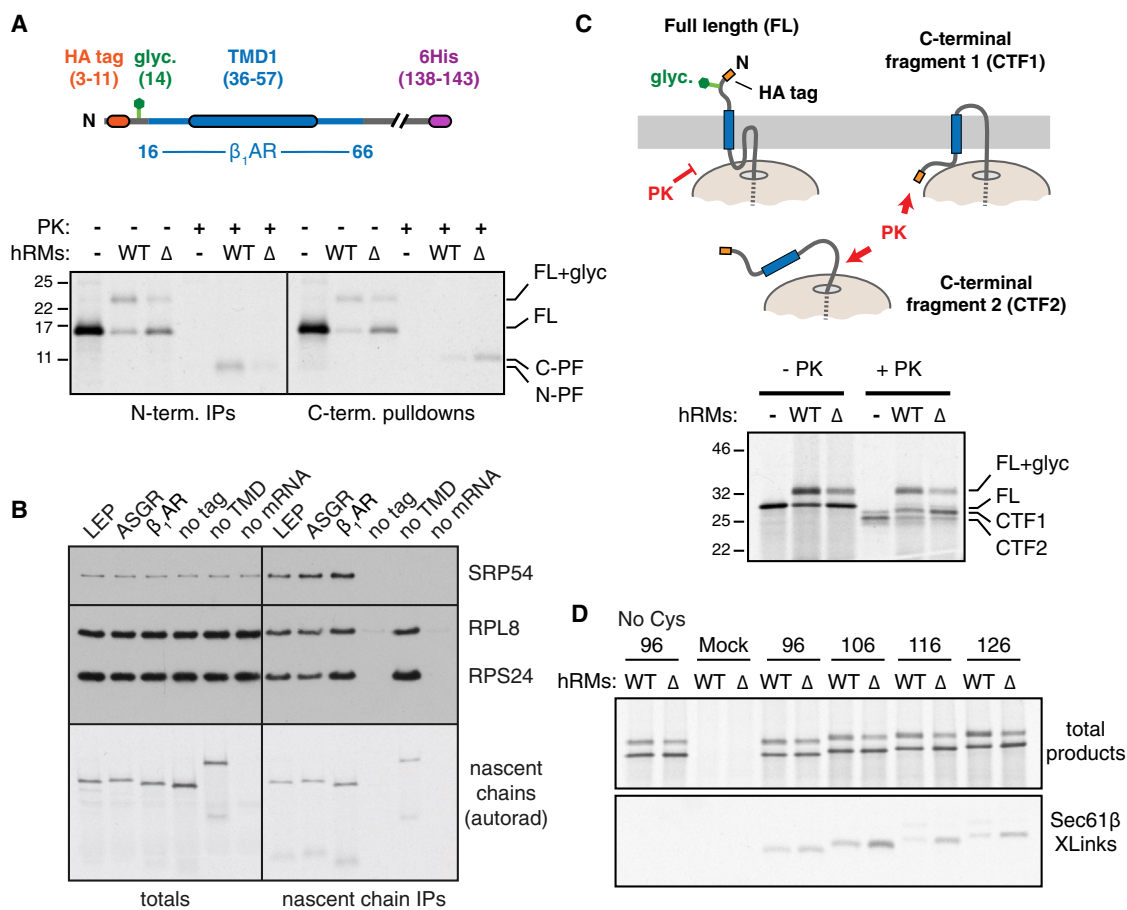 A
HA tag glyc. TMD1 6His
(3-11) (14) (36-57) (138-143)
N
16 β1AR 66
PK: - - - + + + - - - + + +
hRMs: - WT Δ - WT Δ - WT Δ - WT Δ
25
22
17
11
FL+glyc
FL
C-PF
N-PF
N-term. IPs C-term. pulldowns
B
LEP ASGR β1AR no tag no TMD no mRNA LEP ASGR β1AR no tag no TMD no mRNA
SRP54
RPL8
RPS24
nascent
chains
(autorad)
totals nascent chain IPs
C
Full length (FL)
C-terminal
fragment 1 (CTF1)
N
glyc.
HA tag
PK
PK
C-terminal
fragment 2 (CTF2)
- PK + PK
hRMs: - WT Δ - WT Δ
46
32
25
22
FL+glyc
FL
CTF1
CTF2
D
No Cys
96 Mock 96 106 116 126
hRMs: WT Δ WT Δ WT Δ WT Δ WT Δ WT Δ
total
products
Sec61β
XLinks